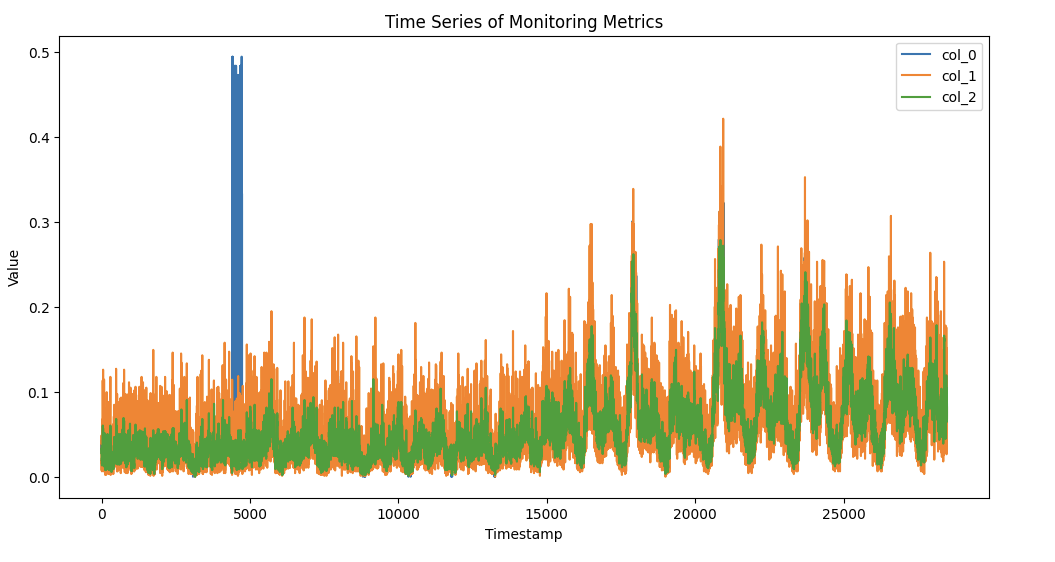 Time Series of Monitoring Metrics
0.5
0.4
0.3
0.2
0.1
0.0
Value
col_0
col_1
col_2
0 5000 10000 15000 20000 25000
Timestamp